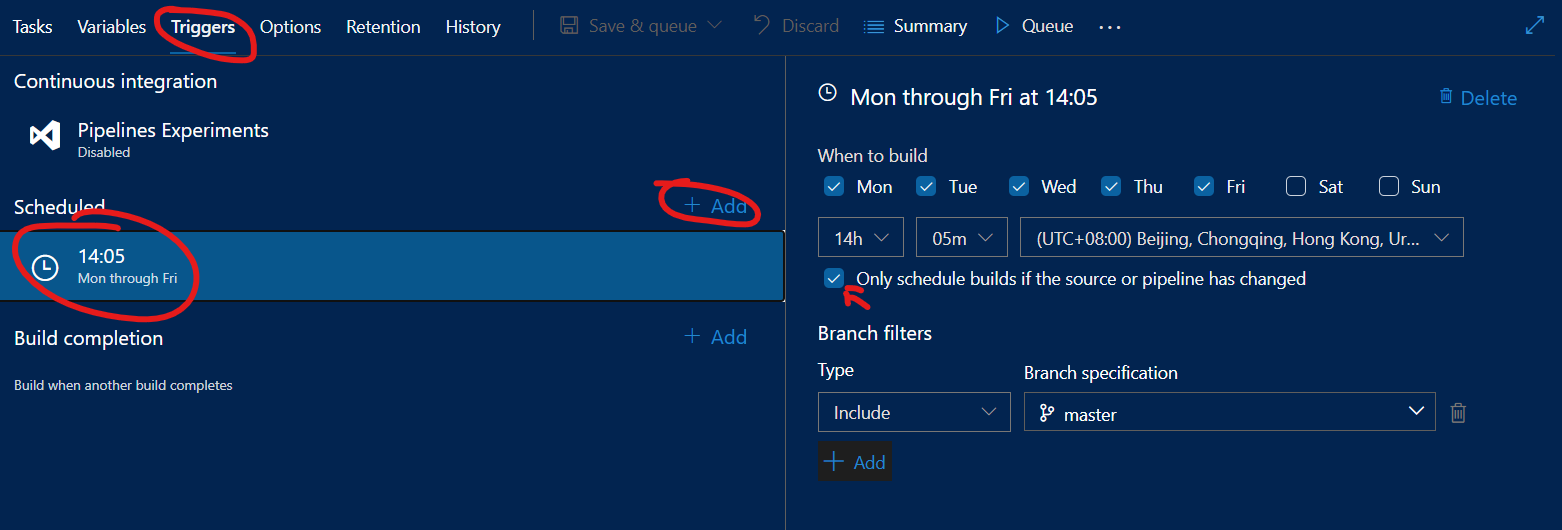 Tasks Variables Triggers Options Retention History Save & queue Discard Summary Queue ...
Continuous integration
Pipelines Experiments
Disabled
Scheduled + Add
14:05
Mon through Fri
Build completion + Add
Build when another build completes
Mon through Fri at 14:05 Delete
When to build
Mon Tue Wed Thu Fri Sat Sun
14h 05m (UTC+08:00) Beijing, Chongqing, Hong Kong, Ur...
Only schedule builds if the source or pipeline has changed
Branch filters
Type Branch specification
Include master
+ Add